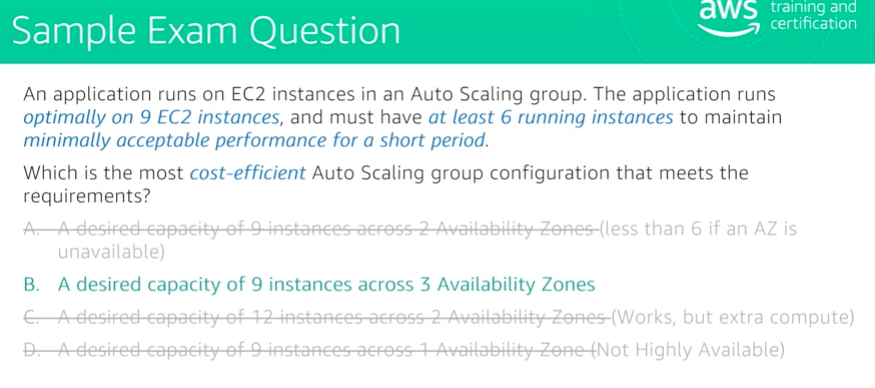 Sample Exam Question
aws training and
certification
An application runs on EC2 instances in an Auto Scaling group. The application runs
optimally on 9 EC2 instances, and must have at least 6 running instances to maintain
minimally acceptable performance for a short period.
Which is the most cost-efficient Auto Scaling group configuration that meets the
requirements?
A. A desired capacity of 9 instances across 2 Availability Zones (less than 6 if an AZ is
unavailable)
B. A desired capacity of 9 instances across 3 Availability Zones
C. A desired capacity of 12 instances across 2 Availability Zones (Works, but extra compute)
D. A desired capacity of 9 instances across 1 Availability Zone (Not Highly Available)